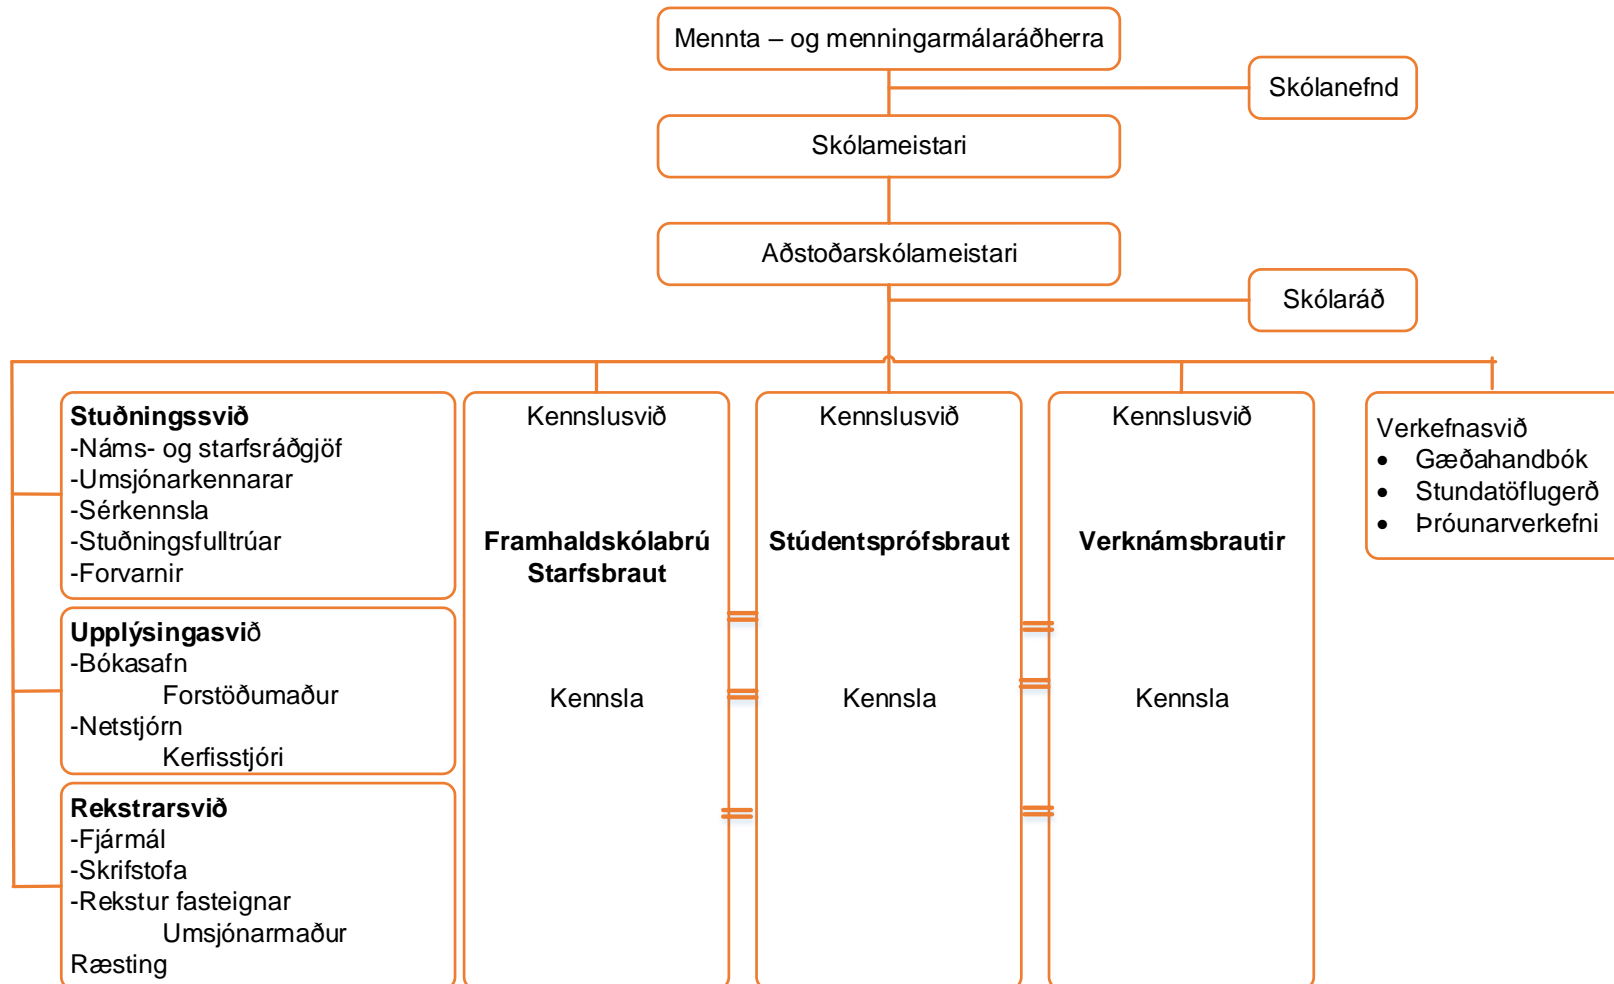 Mennta – og menningarmálaráðherra
Skólanefnd
Skólameistari
Aðstoðarskólameistari
Skólaráð
Stuðningssvið
-Náms- og starfsráðgjöf
-Umsjónarkennarar
-Sérkennsla
-Stuðningsfulltrúar
-Forvarnir
Upplýsingasvið
-Bókasafn
Forstöðumaður
-Netstjórn
Kerfisstjóri
Rekstrarsvið
-Fjármál
-Skrifstofa
-Rekstur fasteignar
Umsjónarmaður
Ræsting
Kennslusvið
Framhaldskólabrú
Starfsbraut
Kennsla
Kennslusvið
Stúdentsprófsbraut
Kennsla
Kennslusvið
Verknámsbrautir
Kennsla
Verkefnasvið
• Gæðahandbók
• Stundatöflugerð
• Þróunarverkefni